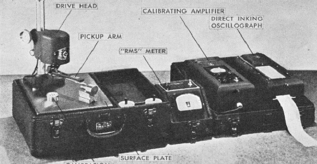 DRIVE HEAD
CALIBRATING AMPLIFIER
DIRECT INKING
OSCILLOGRAPH
PICKUP ARM
"RMS" METER
SURFACE PLATE